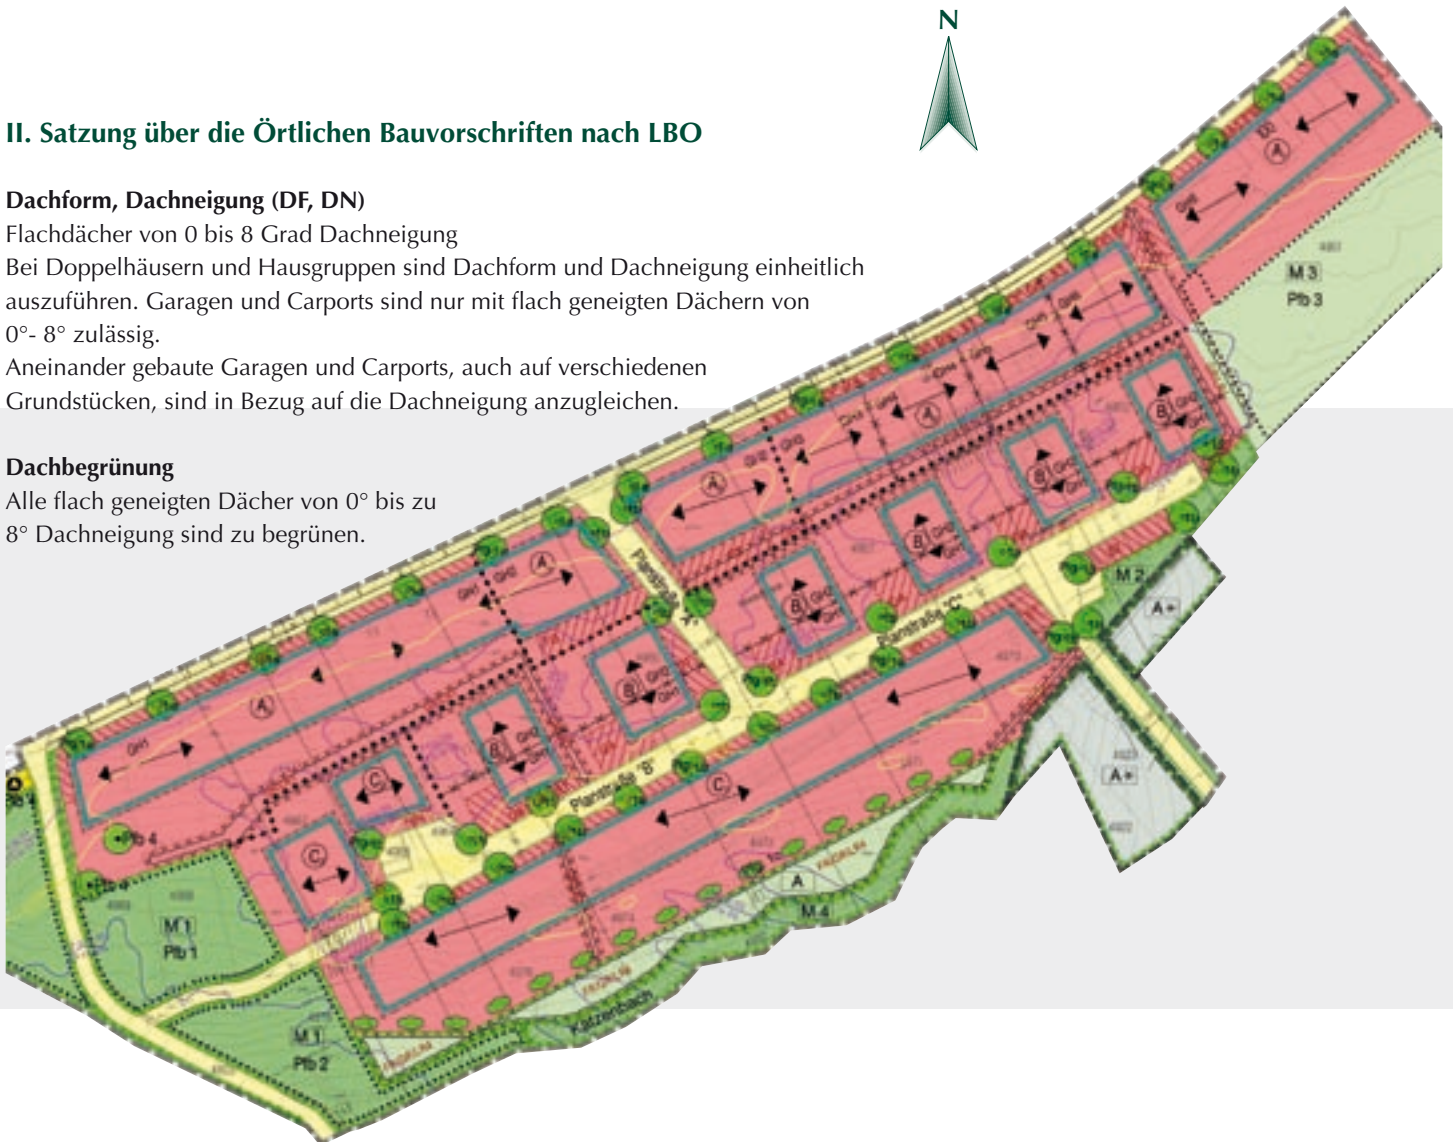 N
II. Satzung über die Örtlichen Bauvorschriften nach LBO
Dachform, Dachneigung (DF, DN)
Flachdächer von 0 bis 8 Grad Dachneigung
Bei Doppelhäusern und Hausgruppen sind Dachform und Dachneigung einheitlich
auszuführen. Garagen und Carports sind nur mit flach geneigten Dächern von
0°- 8° zulässig.
Aneinander gebaute Garagen und Carports, auch auf verschiedenen
Grundstücken, sind in Bezug auf die Dachneigung anzugleichen.
Dachbegrünung
Alle flach geneigten Dächer von 0° bis zu
8° Dachneigung sind zu begrünen.
A
M 3
Pfb 3
A
A
A
A
B
B
B
B
B
B
C
C
C
Planstraße "A"
Planstraße "C"
Planstraße "B"
M 2
A+
A+
A
M 4
Katzenbach
M 1
Pfb 1
M 1
Pfb 2